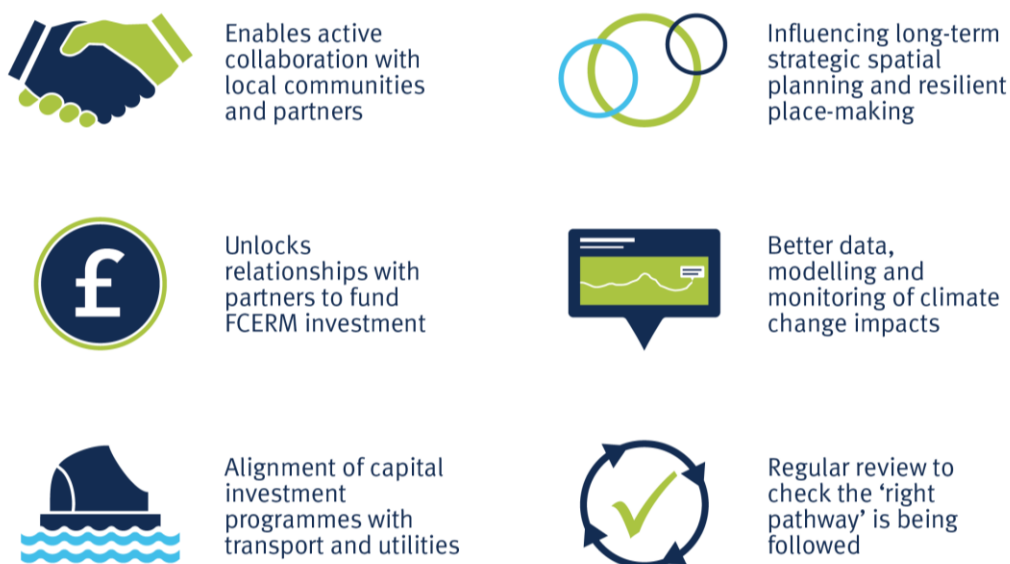 Enables active
collaboration with
local communities
and partners
Influencing long-term
strategic spatial
planning and resilient
place-making
£
Unlocks
relationships with
partners to fund
FCERM investment
Better data,
modelling and
monitoring of climate
change impacts
Alignment of capital
investment
programmes with
transport and utilities
Regular review to
check the ‘right
pathway’ is being
followed